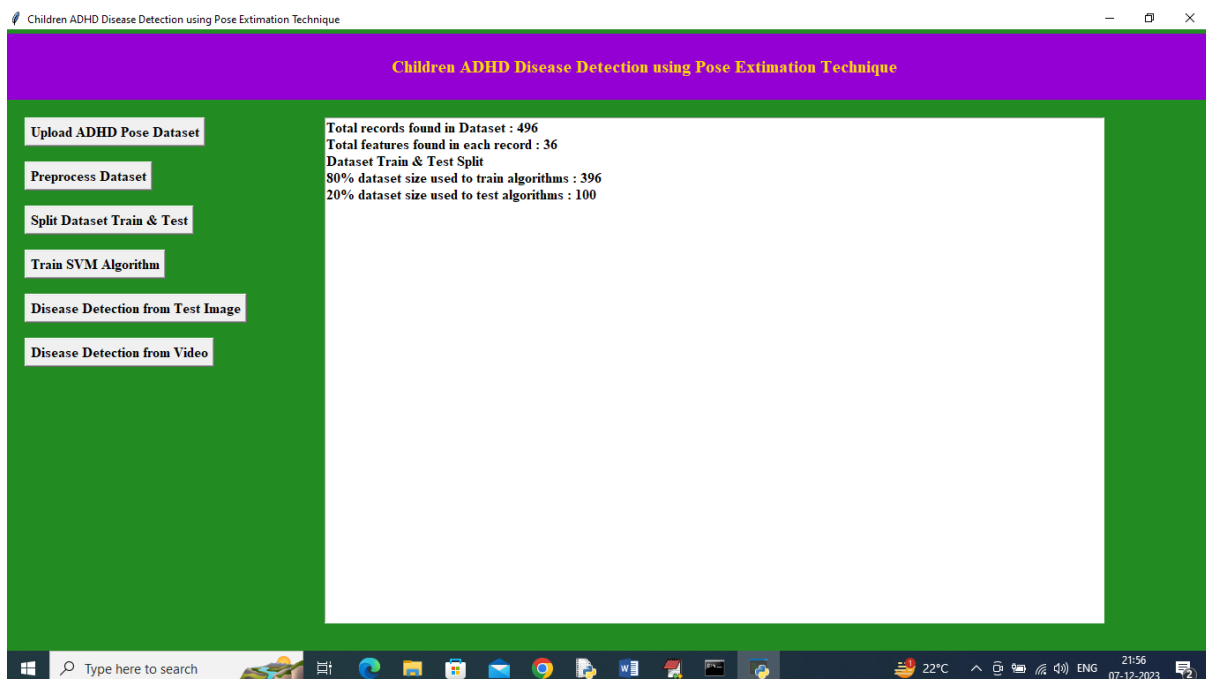 Children ADHD Disease Detection using Pose Extimation Technique
Children ADHD Disease Detection using Pose Extimation Technique
Upload ADHD Pose Dataset
Preprocess Dataset
Split Dataset Train & Test
Train SVM Algorithm
Disease Detection from Test Image
Disease Detection from Video
Total records found in Dataset : 496
Total features found in each record : 36
Dataset Train & Test Split
80% dataset size used to train algorithms : 396
20% dataset size used to test algorithms : 100
Type here to search
22°C
ENG
21:56
07-12-2023